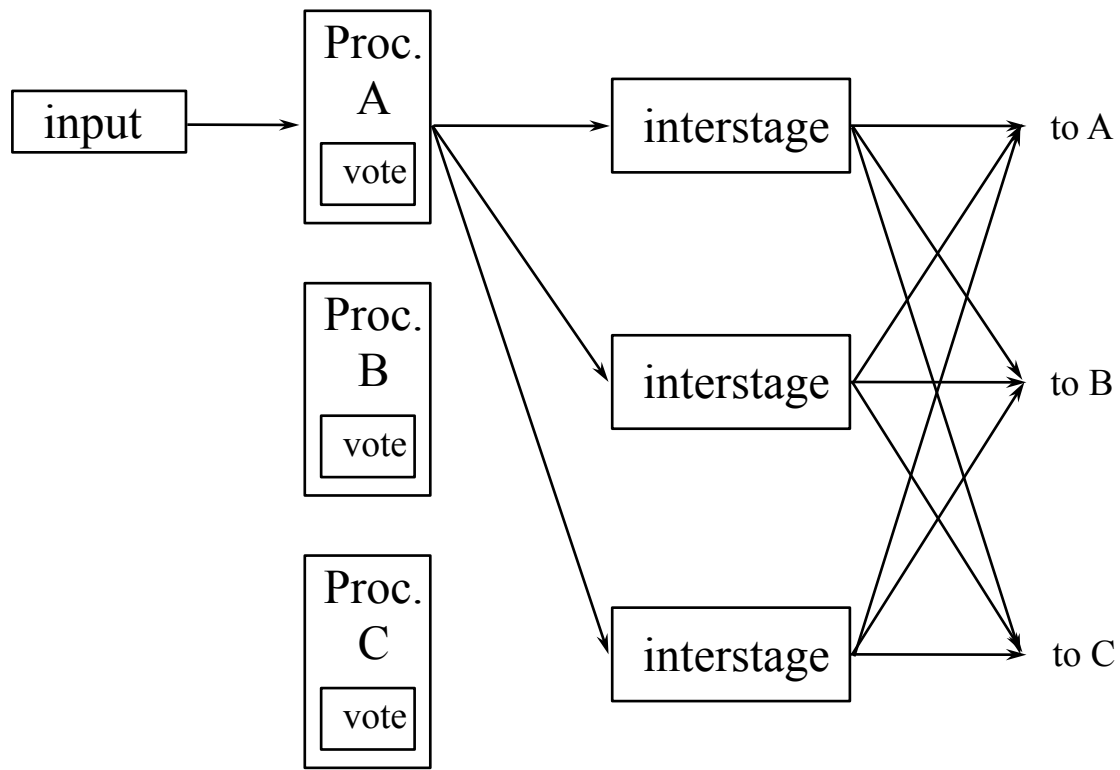 input
Proc.
A
vote
interstage
to A
Proc.
B
vote
interstage
to B
Proc.
C
vote
interstage
to C